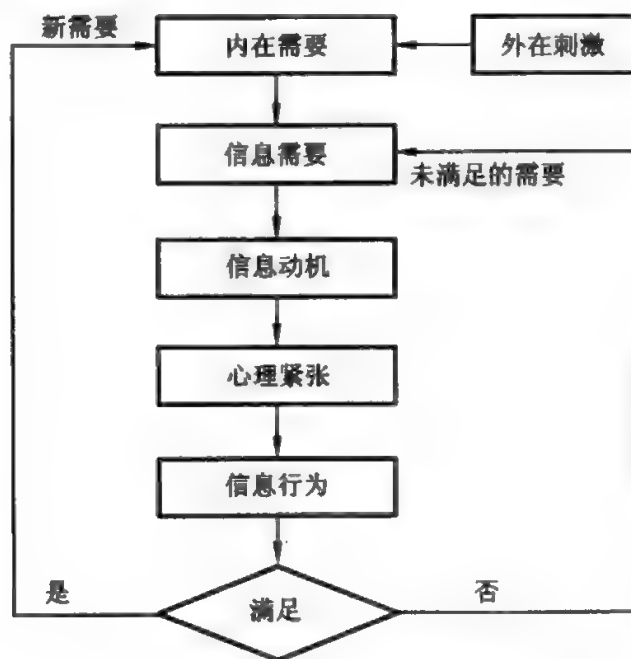 新需要
内在需要
外在刺激
信息需要
未满足的需要
信息动机
心理紧张
信息行为
是
满足
否